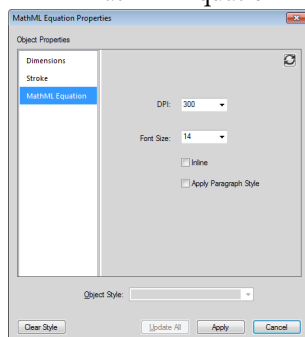 MathML Equation Properties
Object Properties
Dimensions
Stroke
MathML Equation
DPI: 300
Font Size: 14
Inline
Apply Paragraph Style
Object Style:
Clear Style Update All Apply Cancel